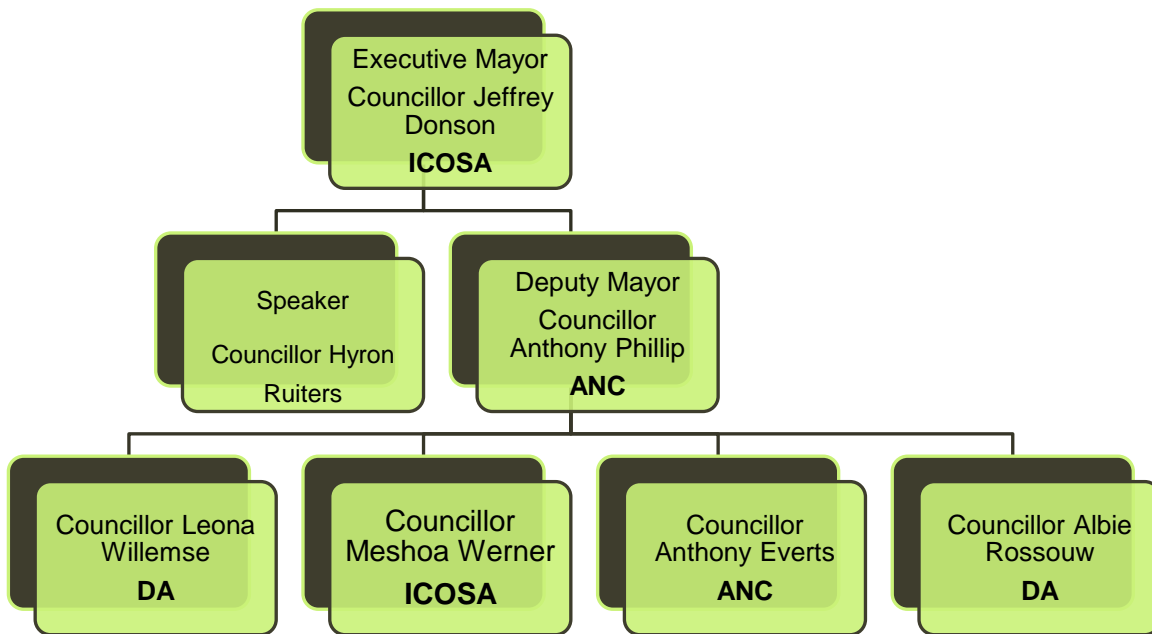 Executive Mayor
Councillor Jeffrey
Donson
ICOSA
Speaker
Councillor Hyron
Ruiters
Deputy Mayor
Councillor
Anthony Phillip
ANC
Councillor Leona
Willemse
DA
Councillor
Meshoa Werner
ICOSA
Councillor
Anthony Everts
ANC
Councillor Albie
Rossouw
DA